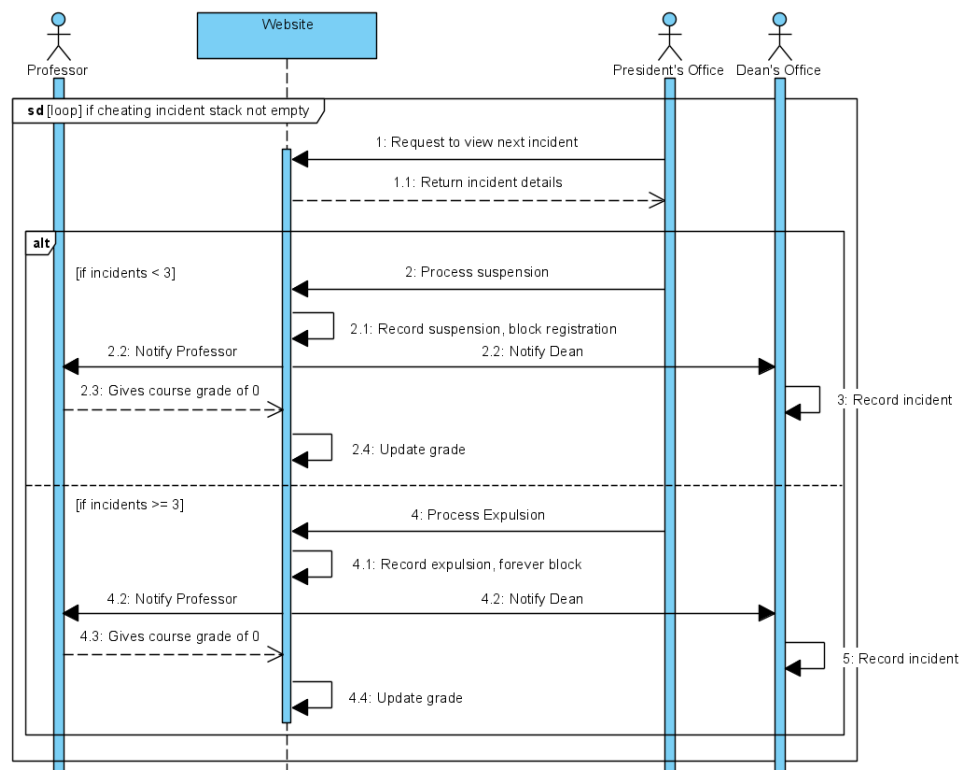 Website
Professor
President's Office
Dean's Office
sd [loop] if cheating incident stack not empty
1: Request to view next incident
1.1: Return incident details
alt
[if incidents < 3]
2: Process suspension
2.1: Record suspension, block registration
2.2: Notify Professor
2.2: Notify Dean
2.3: Gives course grade of 0
3: Record incident
2.4: Update grade
[if incidents >= 3]
4: Process Expulsion
4.1: Record expulsion, forever block
4.2: Notify Professor
4.2: Notify Dean
4.3: Gives course grade of 0
5: Record incident
4.4: Update grade